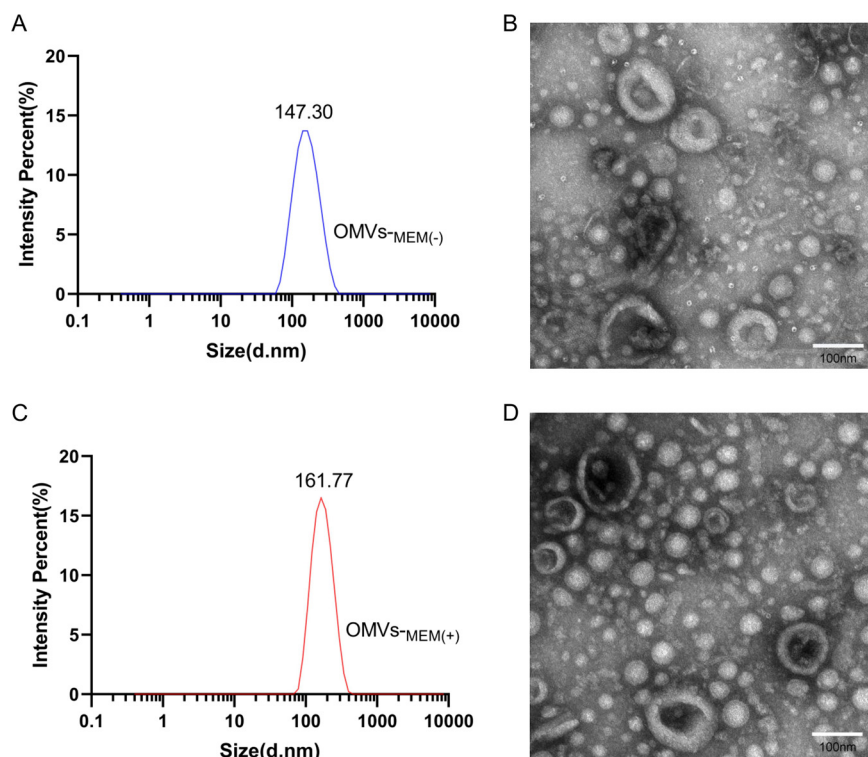 A
20
15
10
5
0
Intensity Percent(%)
147.30
OMVs-MEM(-)
0.1 1 10 100 1000 10000
Size(d.nm)
B
100nm
C
20
15
10
5
0
Intensity Percent(%)
161.77
OMVs-MEM(+)
0.1 1 10 100 1000 10000
Size(d.nm)
D
100nm